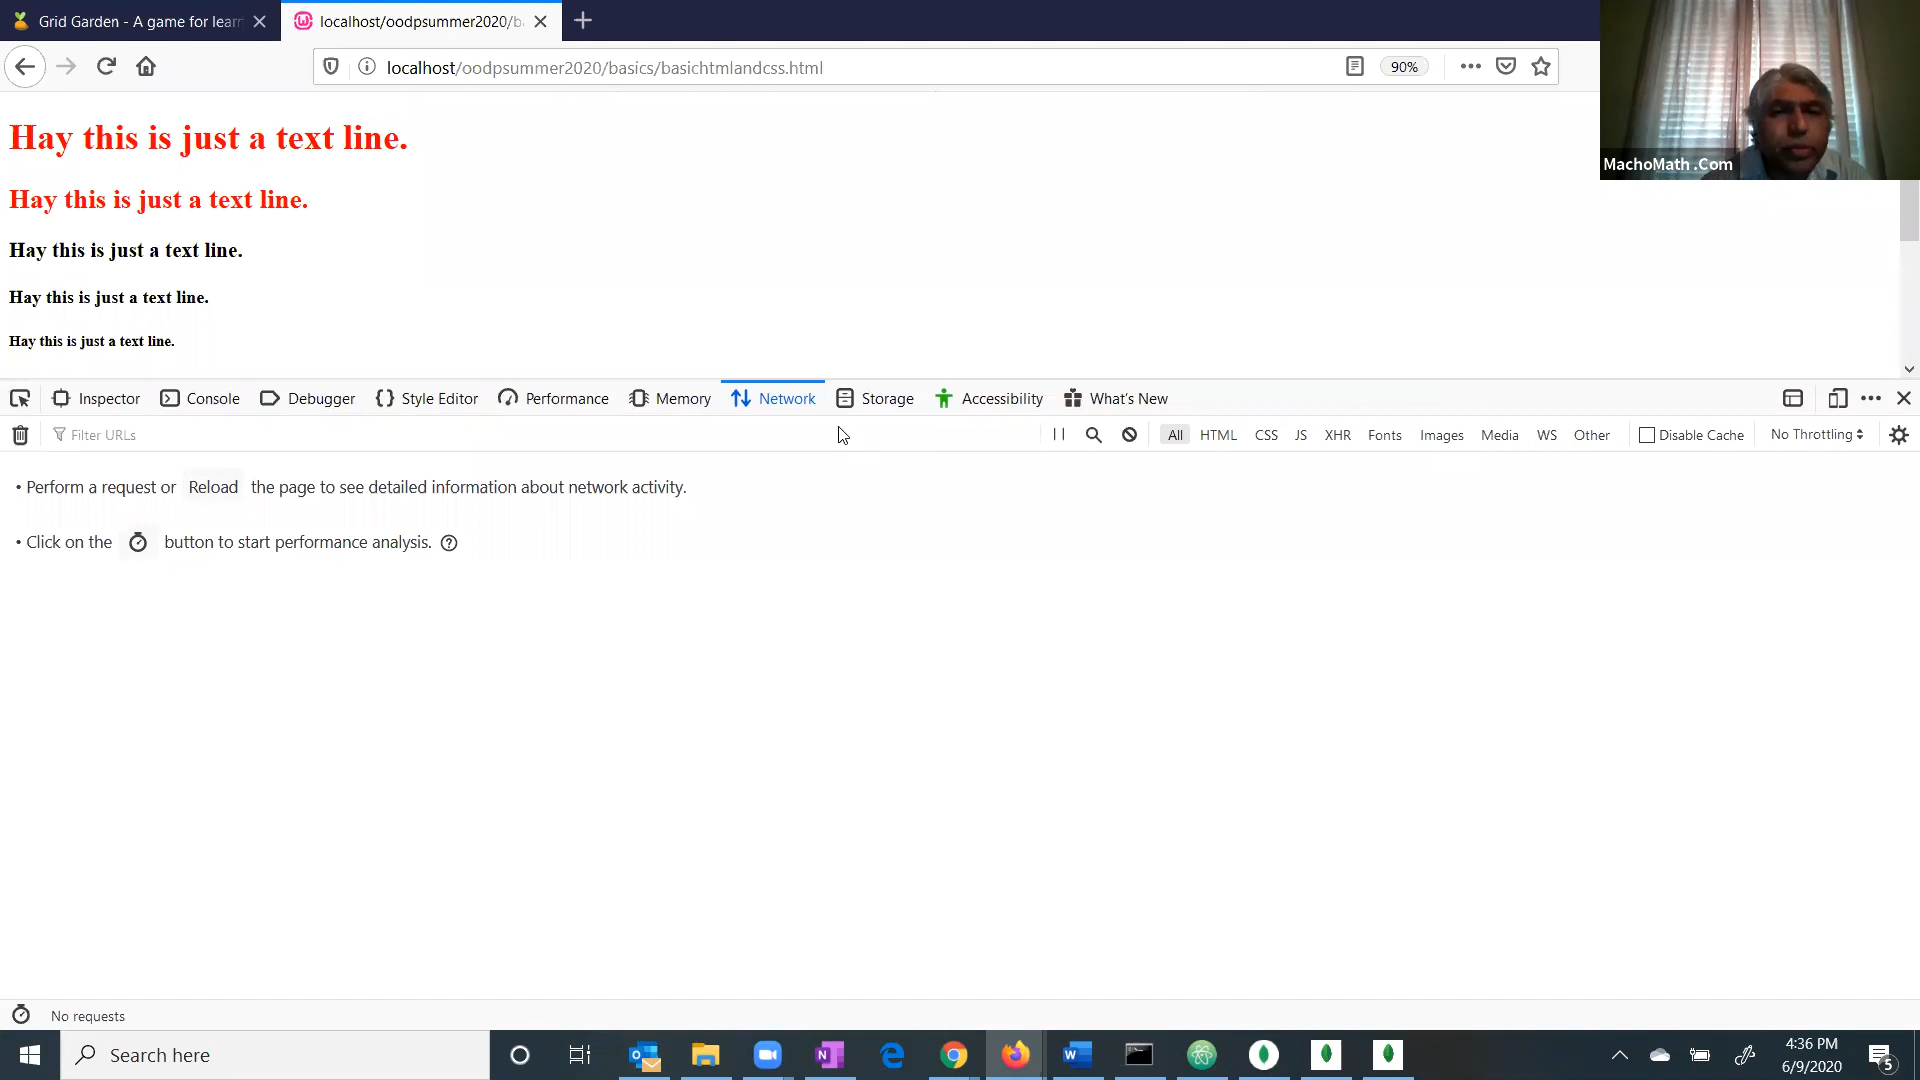 Grid Garden - A game for learn
localhost/oodpsummer2020/b
localhost/oodpsummer2020/basics/basichtmlandcss.html
90%
MachoMath .Com
Hay this is just a text line.
Hay this is just a text line.
Hay this is just a text line.
Hay this is just a text line.
Hay this is just a text line.
Inspector Console Debugger Style Editor Performance Memory Network Storage Accessibility What's New
Filter URLs
All HTML CSS JS XHR Fonts Images Media WS Other Disable Cache No Throttling
• Perform a request or Reload the page to see detailed information about network activity.
• Click on the button to start performance analysis.
No requests
Search here
4:36 PM
6/9/2020
5